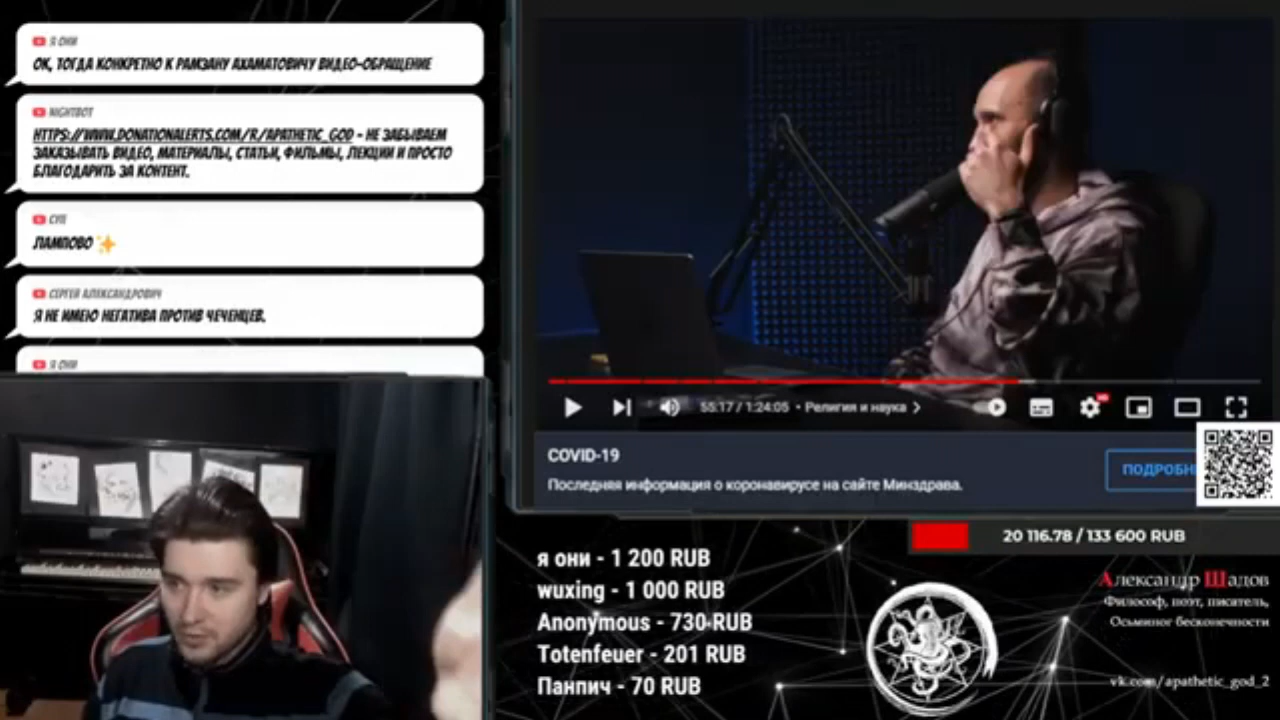 Я ОНИ
ОК, ТОГДА КОНКРЕТНО К РАМЗАНУ АХАМАТОВИЧУ ВИДЕО-ОБРАЩЕНИЕ
NIGHTBOT
HTTPS://WWW.DONATIONALERTS.COM/R/APATHETIC_GOD - НЕ ЗАБЫВАЕМ
ЗАКАЗЫВАТЬ ВИДЕО, МАТЕРИАЛЫ, СТАТЬИ, ФИЛЬМЫ, ЛЕКЦИИ И ПРОСТО
БЛАГОДАРИТЬ ЗА КОНТЕНТ.
СУП
ЛАМПОВО ✨
СЕРГЕЙ АЛЕКСАНДРОВИЧ
Я НЕ ИМЕЮ НЕГАТИВА ПРОТИВ ЧЕЧЕНЦЕВ.
Я ОНИ
55:17 / 1:24:05 • Религия и наука
COVID-19
Последняя информация о коронавирусе на сайте Минздрава.
ПОДРОБН
20 116.78 / 133 600 RUB
я они - 1 200 RUB
wuxing - 1 000 RUB
Anonymous - 730 RUB
Totenfeuer - 201 RUB
Панпич - 70 RUB
Александр Шадов
Философ, поэт, писатель,
Осьминог бесконечности
vk.com/apathetic_god_2